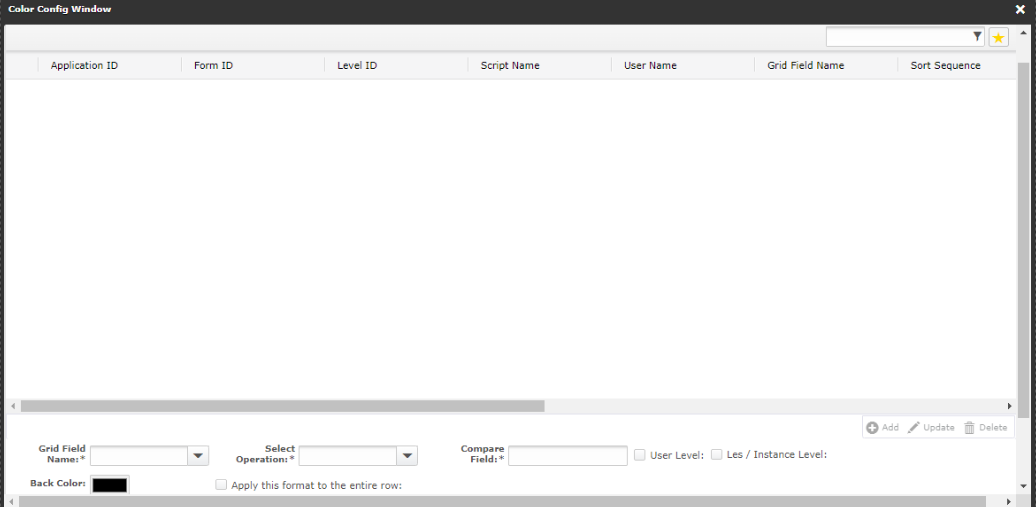 Color Config Window
Application ID Form ID Level ID Script Name User Name Grid Field Name Sort Sequence
Add Update Delete
Grid Field Name:* Select Operation:* Compare Field:* User Level: Les / Instance Level:
Back Color: Apply this format to the entire row: